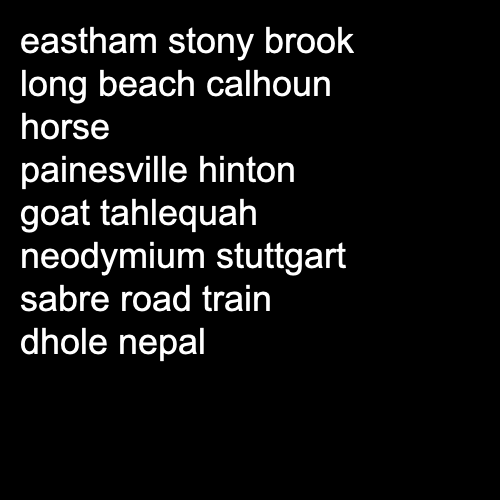 eastham stony brook
long beach calhoun
horse
painesville hinton
goat tahlequah
neodymium stuttgart
sabre road train
dhole nepal